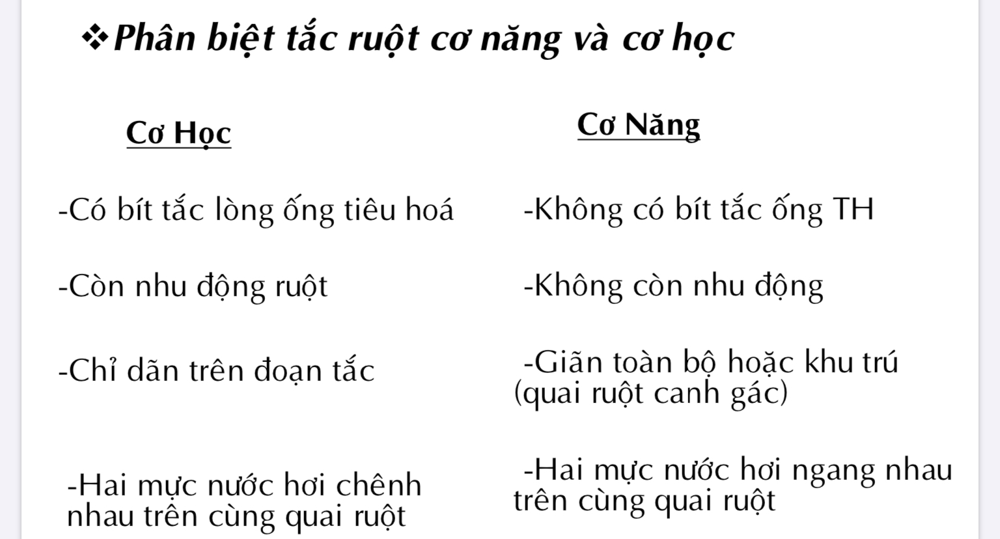 ❖Phân biệt tắc ruột cơ năng và cơ học
Cơ Học
-Có bít tắc lòng ống tiêu hoá
-Còn nhu động ruột
-Chỉ dãn trên đoạn tắc
-Hai mực nước hơi chênh
nhau trên cùng quai ruột
Cơ Năng
-Không có bít tắc ống TH
-Không còn nhu động
-Giãn toàn bộ hoặc khu trú
(quai ruột canh gác)
-Hai mực nước hơi ngang nhau
trên cùng quai ruột